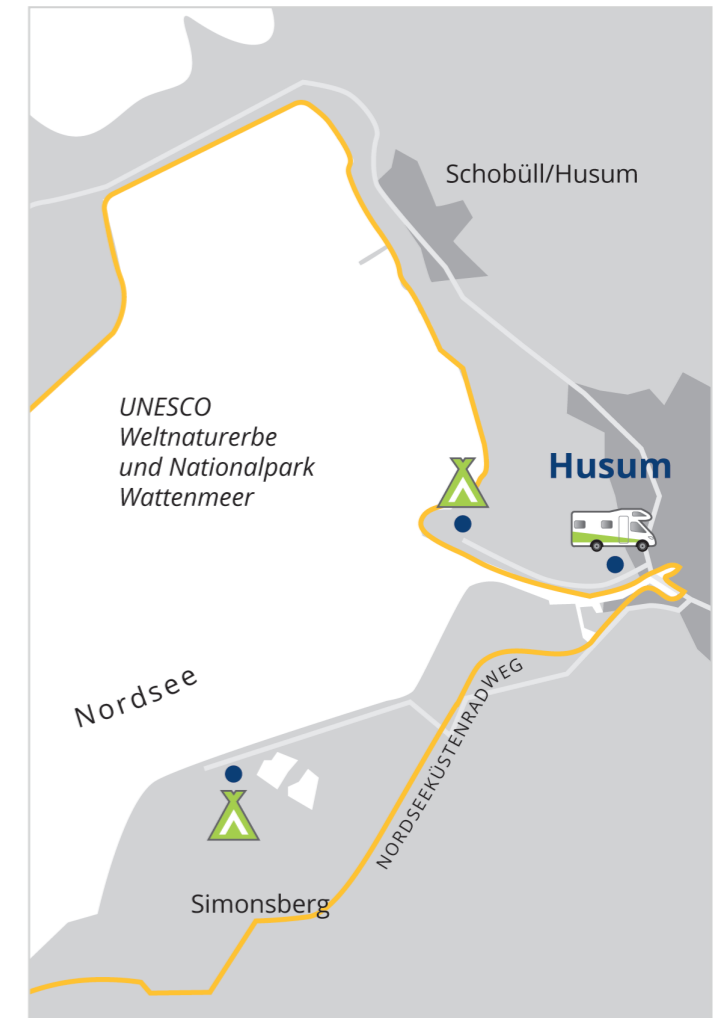 Schobüll/Husum
UNESCO
Weltnaturerbe
und Nationalpark
Wattenmeer
Husum
Nordsee
NORDSEEKÜSTENRADWEG
Simonsberg